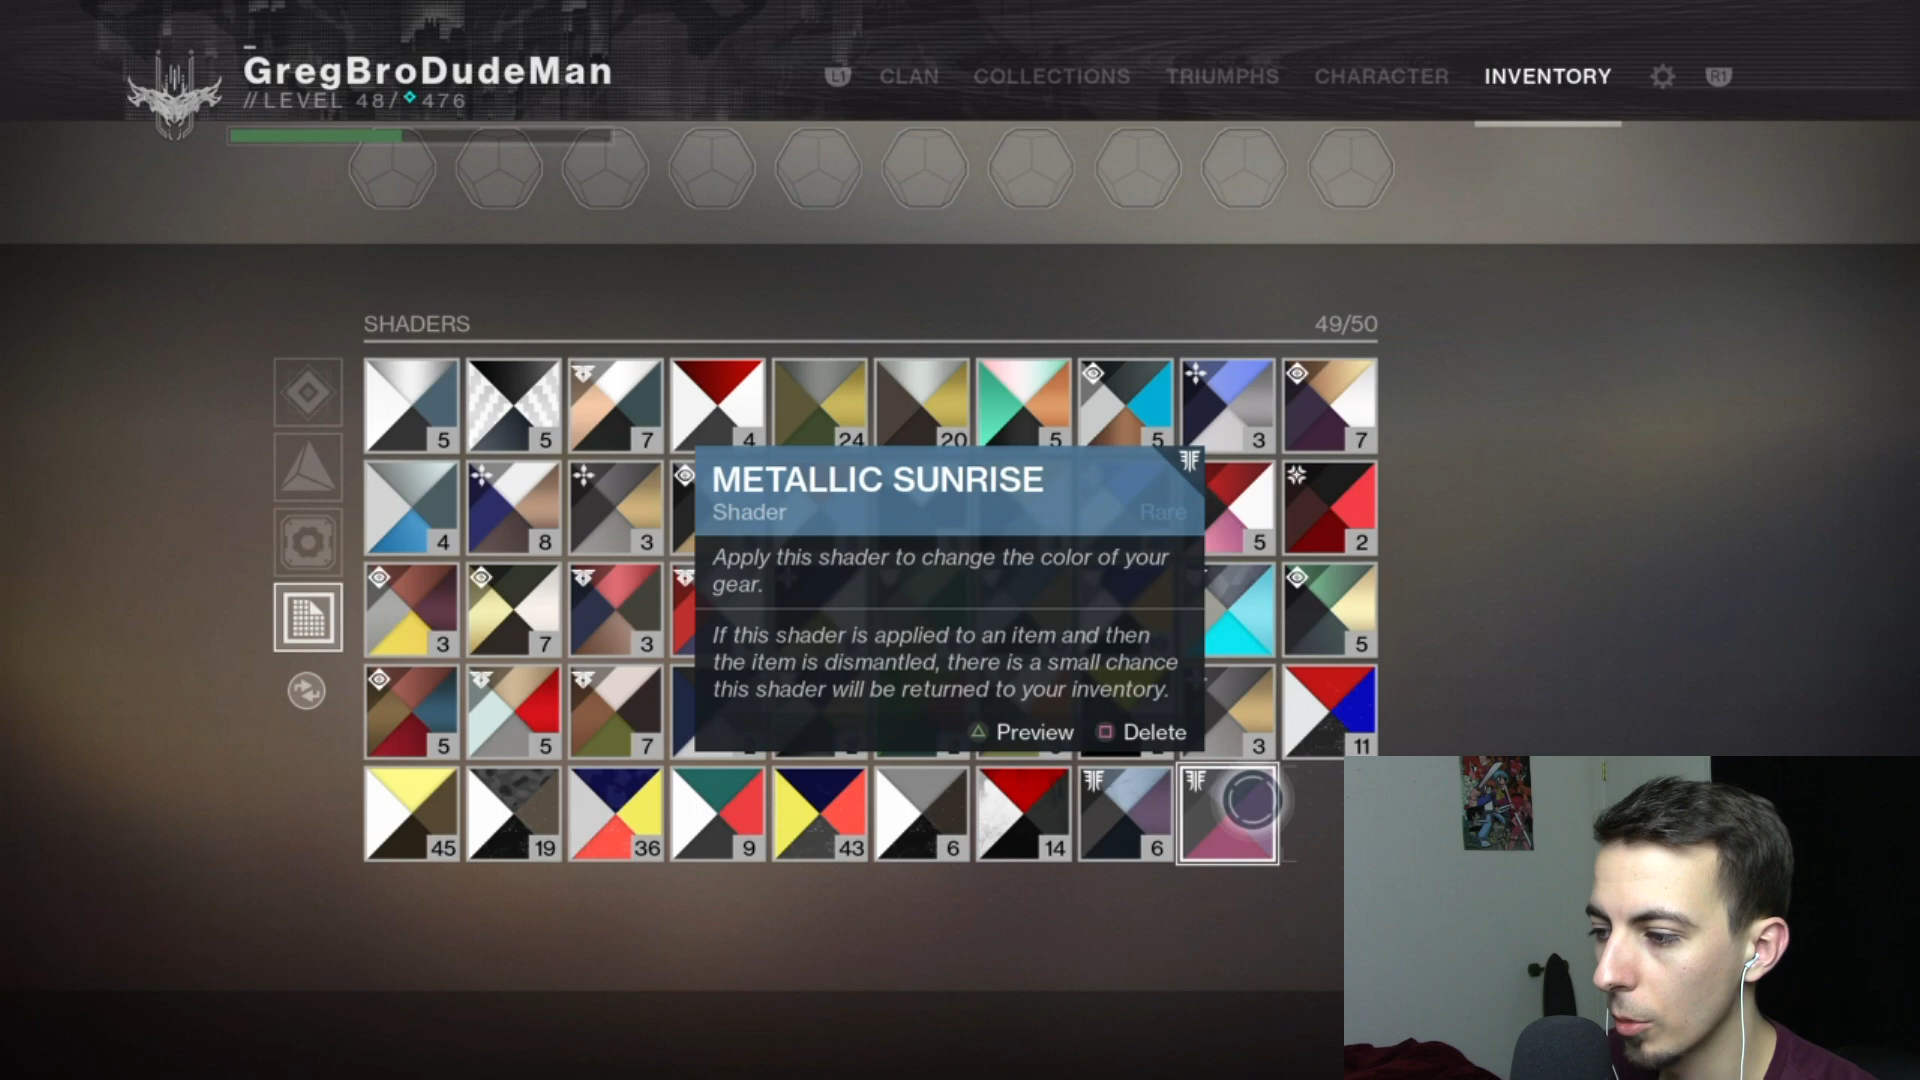 GregBroDudeMan
//LEVEL 48/ 476
L1 CLAN COLLECTIONS TRIUMPHS CHARACTER INVENTORY R1
SHADERS 49/50
5 5 7 4 24 20 5 5 3 7
METALLIC SUNRISE
Shader Rare
4 8 3 5 2
Apply this shader to change the color of your
gear.
3 7 3 5
If this shader is applied to an item and then
the item is dismantled, there is a small chance
this shader will be returned to your inventory.
Preview Delete
5 5 7 3 11
45 19 36 9 43 6 14 6